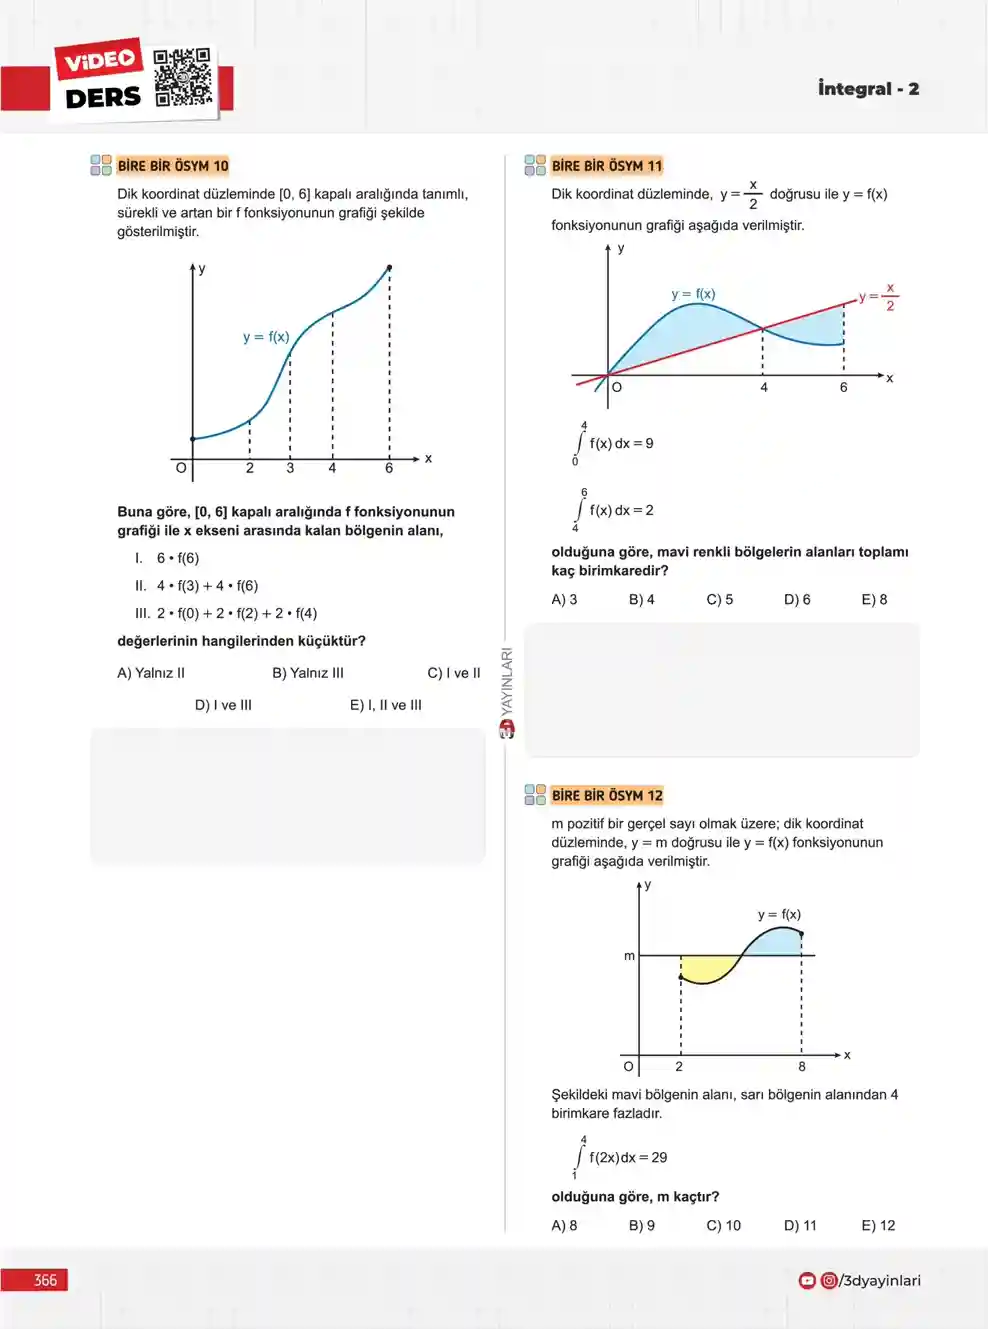 VİDEO
DERS
İntegral - 2
BİRE BİR ÖSYM 10
Dik koordinat düzleminde [0, 6] kapalı aralığında tanımlı,
sürekli ve artan bir f fonksiyonunun grafiği şekilde
gösterilmiştir.
y
y = f(x)
O 2 3 4 6 x
Buna göre, [0, 6] kapalı aralığında f fonksiyonunun
grafiği ile x ekseni arasında kalan bölgenin alanı,
I. 6 • f(6)
II. 4 • f(3) + 4 • f(6)
III. 2 • f(0) + 2 • f(2) + 2 • f(4)
değerlerinin hangilerinden küçüktür?
A) Yalnız II B) Yalnız III C) I ve II
D) I ve III E) I, II ve III
BİRE BİR ÖSYM 11
Dik koordinat düzleminde, y = x/2 doğrusu ile y = f(x)
fonksiyonunun grafiği aşağıda verilmiştir.
y
y = f(x)
y = x/2
O 4 6 x
∫₀⁴ f(x) dx = 9
∫₄⁶ f(x) dx = 2
olduğuna göre, mavi renkli bölgelerin alanları toplamı
kaç birimkaredir?
A) 3 B) 4 C) 5 D) 6 E) 8
YAYINLARI
BİRE BİR ÖSYM 12
m pozitif bir gerçel sayı olmak üzere; dik koordinat
düzleminde, y = m doğrusu ile y = f(x) fonksiyonunun
grafiği aşağıda verilmiştir.
y
y = f(x)
m
O 2 8 x
Şekildeki mavi bölgenin alanı, sarı bölgenin alanından 4
birimkare fazladır.
∫₁⁴ f(2x) dx = 29
olduğuna göre, m kaçtır?
A) 8 B) 9 C) 10 D) 11 E) 12
366
/3dyayinlari